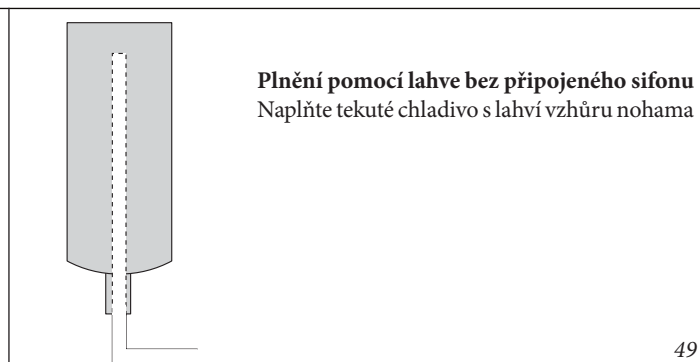 Plnění pomocí lahve bez připojeného sifonu
Naplňte tekuté chladivo s lahví vzhůru nohama
49